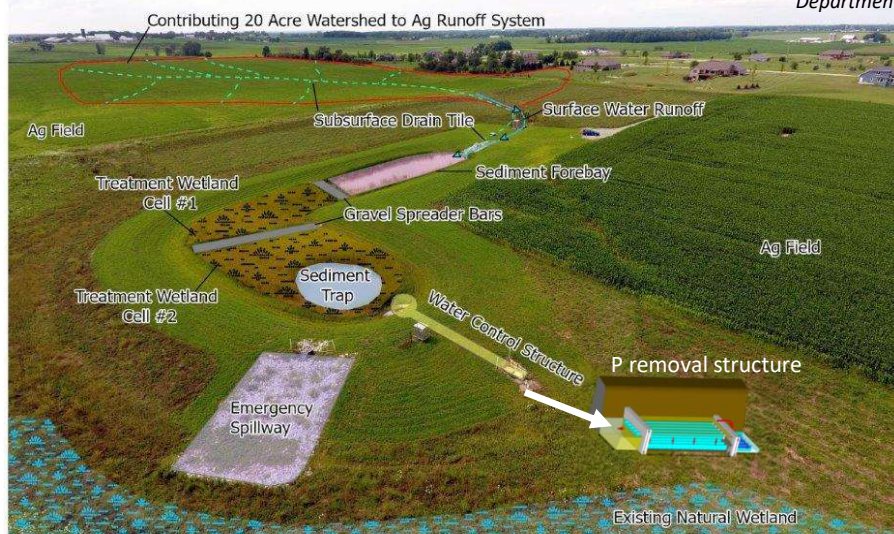 Department
Contributing 20 Acre Watershed to Ag Runoff System
Subsurface Drain Tile
Surface Water Runoff
Ag Field
Sediment Forebay
Treatment Wetland
Cell #1
Gravel Spreader Bars
Ag Field
Sediment
Trap
Treatment Wetland
Cell #2
Water Control Structure
P removal structure
Emergency
Spillway
Existing Natural Wetland